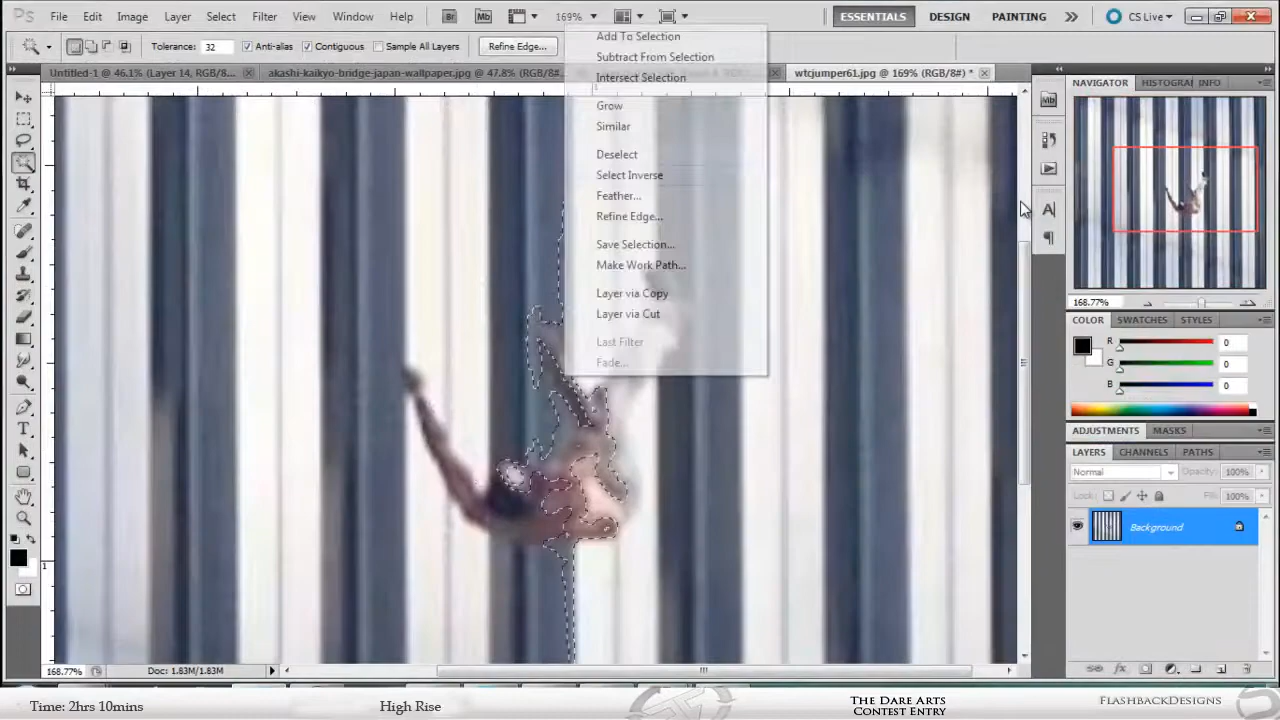 Ps File Edit Image Layer Select Filter View Window Help Br Mb 169% ESSENTIALS DESIGN PAINTING CS Live
Tolerance: 32 Anti-alias Contiguous Sample All Layers Refine Edge...
Untitled-1 @ 46.1% (Layer 14, RGB/8... akashi-kaikyo-bridge-japan-wallpaper.jpg @ 47.8% (RGB/8#... wtcjumper61.jpg @ 169% (RGB/8#) *
Add To Selection
Subtract From Selection
Intersect Selection
Grow
Similar
Deselect
Select Inverse
Feather...
Refine Edge...
Save Selection...
Make Work Path...
Layer via Copy
Layer via Cut
Last Filter
Fade...
Mb
NAVIGATOR HISTOGRA INFO
168.77%
COLOR SWATCHES STYLES
R 0
G 0
B 0
ADJUSTMENTS MASKS
LAYERS CHANNELS PATHS
Normal Opacity: 100%
Lock: Fill: 100%
Background
1
168.77% Doc: 1.83M/1.83M
Time: 2hrs 10mins High Rise The Dare Arts Contest Entry FlashbackDesigns